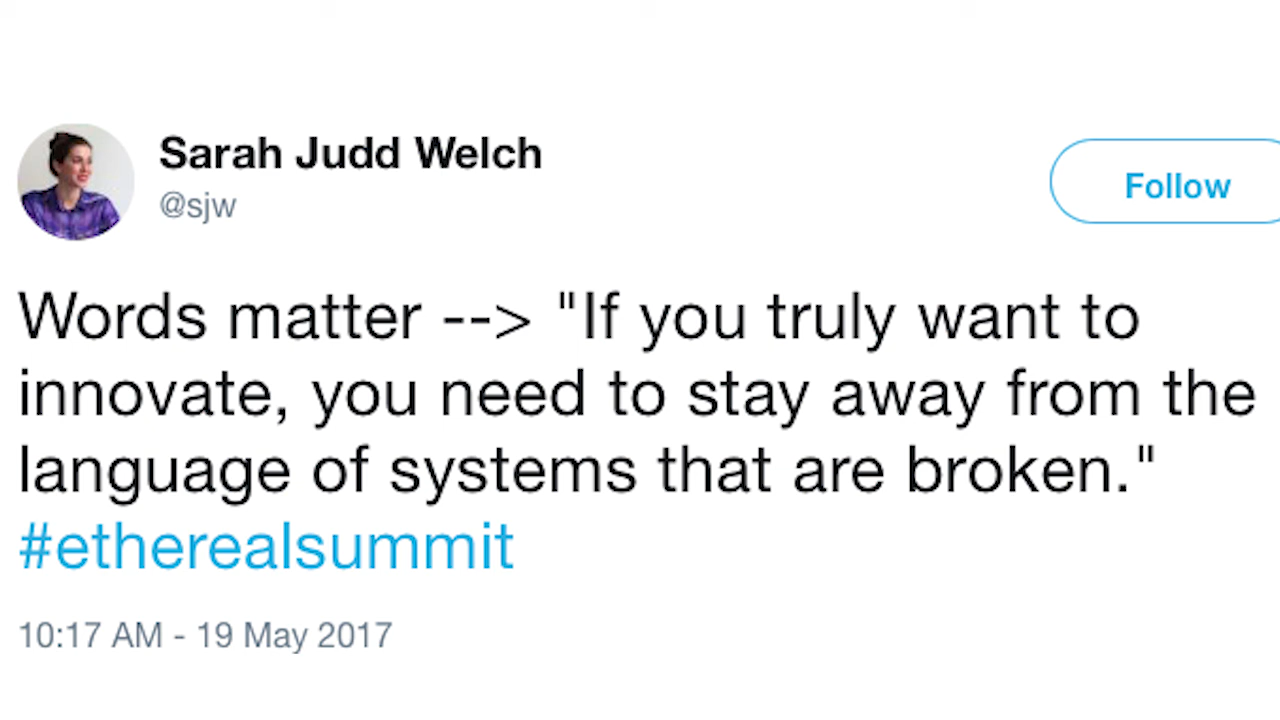 Sarah Judd Welch
@sjw
Follow
Words matter --> "If you truly want to
innovate, you need to stay away from the
language of systems that are broken."
#etherealsummit
10:17 AM - 19 May 2017